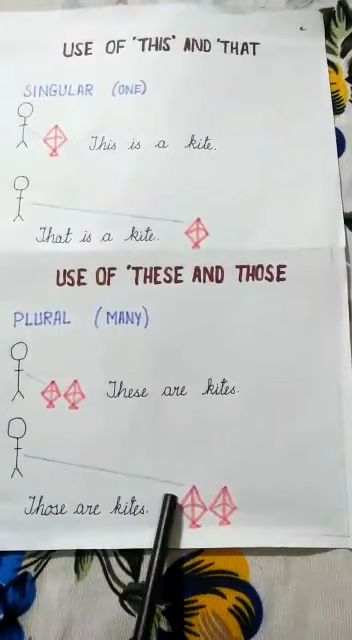 USE OF 'THIS' AND 'THAT
SINGULAR (ONE)
This is a kite.
That is a kite.
USE OF 'THESE AND THOSE
PLURAL (MANY)
These are kites.
Those are kites.